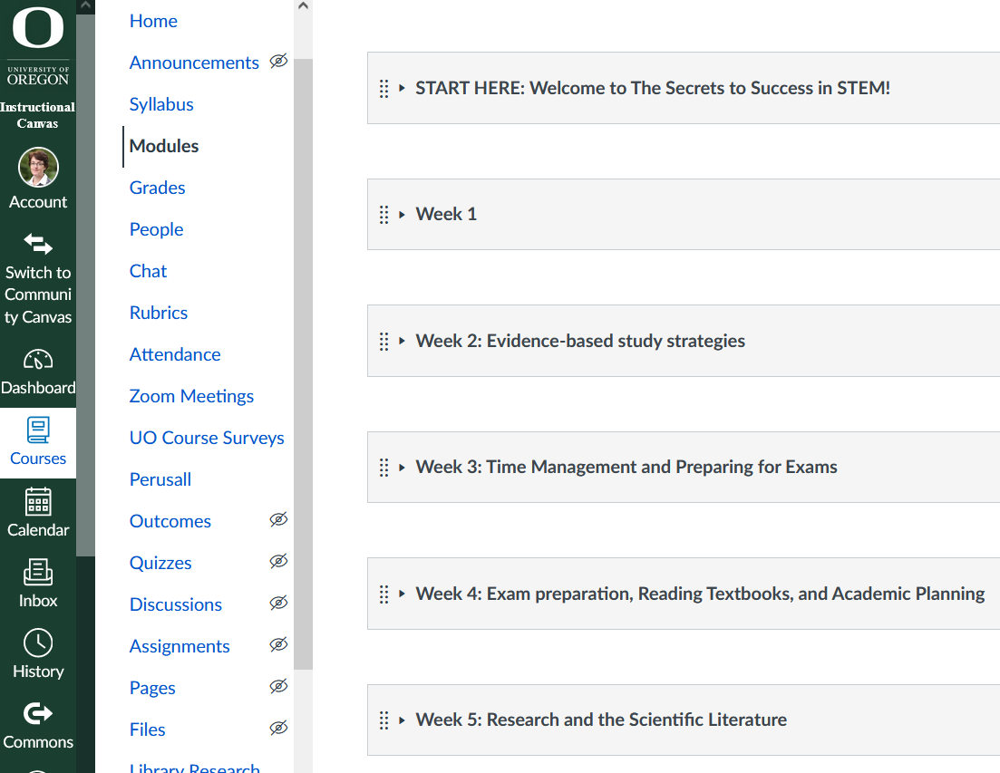 UNIVERSITY OF
OREGON
Instructional
Canvas
Account
Switch to
Communi
ty Canvas
Dashboard
Courses
Calendar
Inbox
History
Commons
Home
Announcements
Syllabus
Modules
Grades
People
Chat
Rubrics
Attendance
Zoom Meetings
UO Course Surveys
Perusall
Outcomes
Quizzes
Discussions
Assignments
Pages
Files
Library Research
START HERE: Welcome to The Secrets to Success in STEM!
Week 1
Week 2: Evidence-based study strategies
Week 3: Time Management and Preparing for Exams
Week 4: Exam preparation, Reading Textbooks, and Academic Planning
Week 5: Research and the Scientific Literature